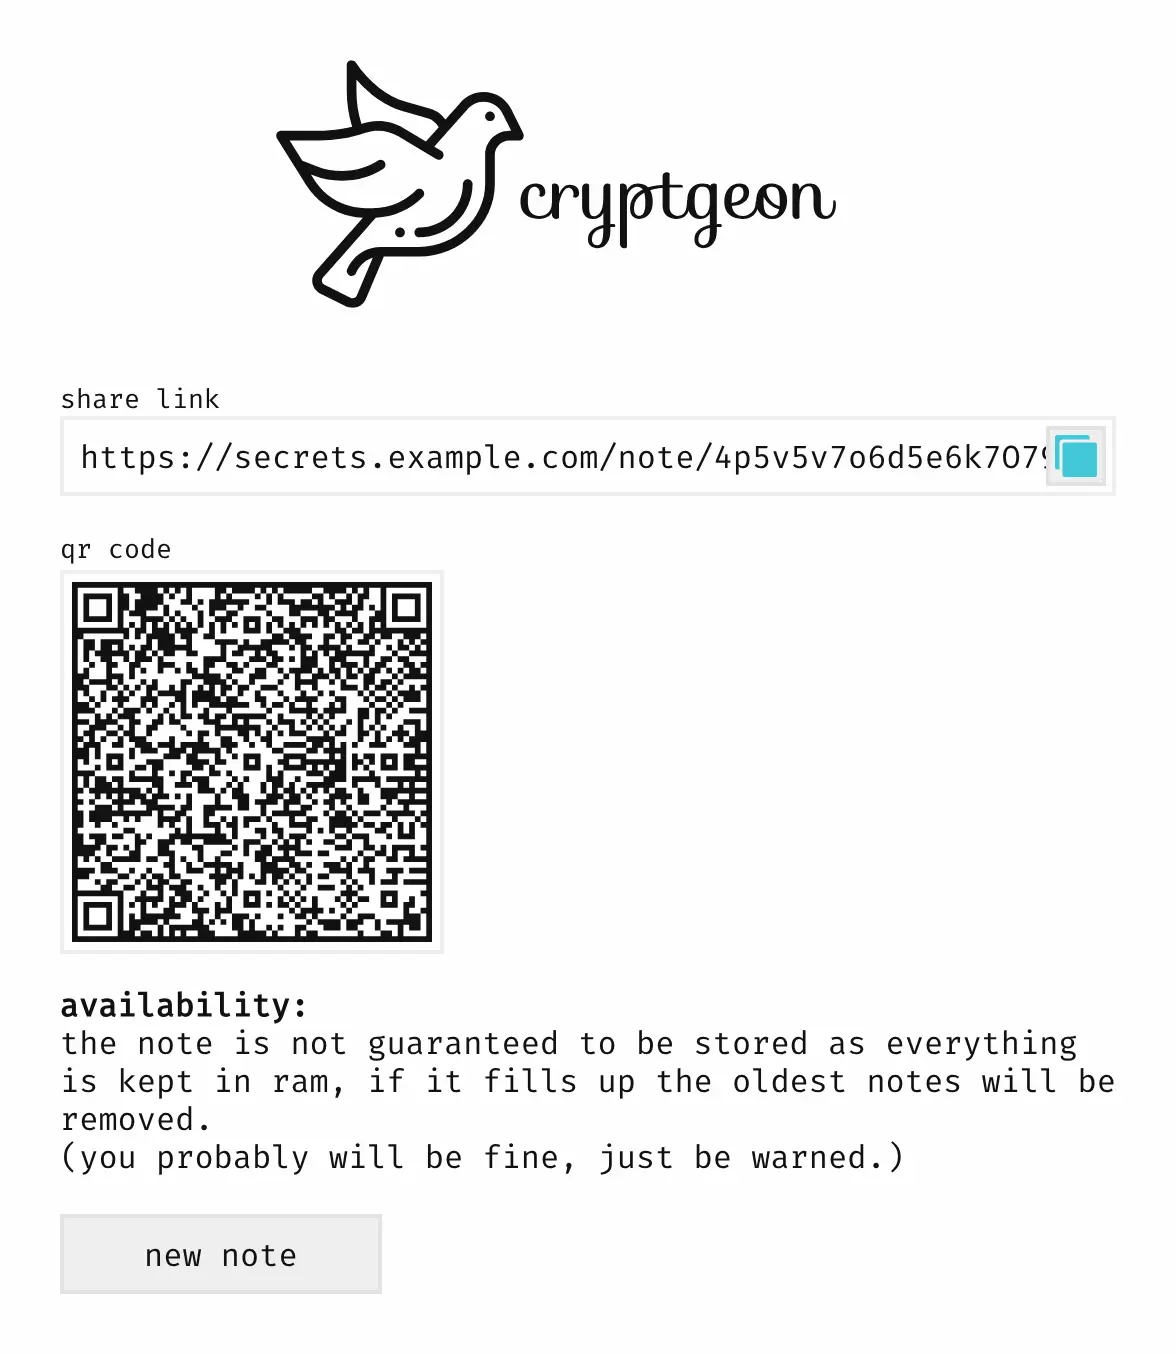 cryptgeon
share link
https://secrets.example.com/note/4p5v5v7o6d5e6k7O79
qr code
availability:
the note is not guaranteed to be stored as everything
is kept in ram, if it fills up the oldest notes will be
removed.
(you probably will be fine, just be warned.)
new note